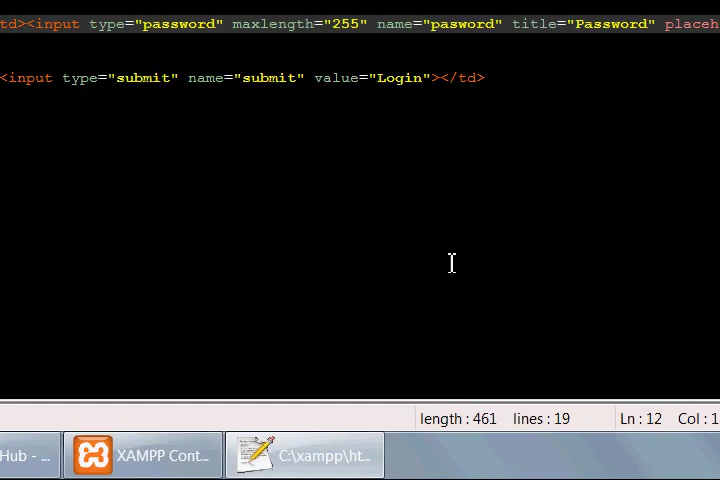 td><input type="password" maxlength="255" name="pasword" title="Password" placeh
<input type="submit" name="submit" value="Login"></td>
length : 461 lines : 19 Ln : 12 Col : 1
Hub - ... XAMPP Cont... C:\xampp\ht...